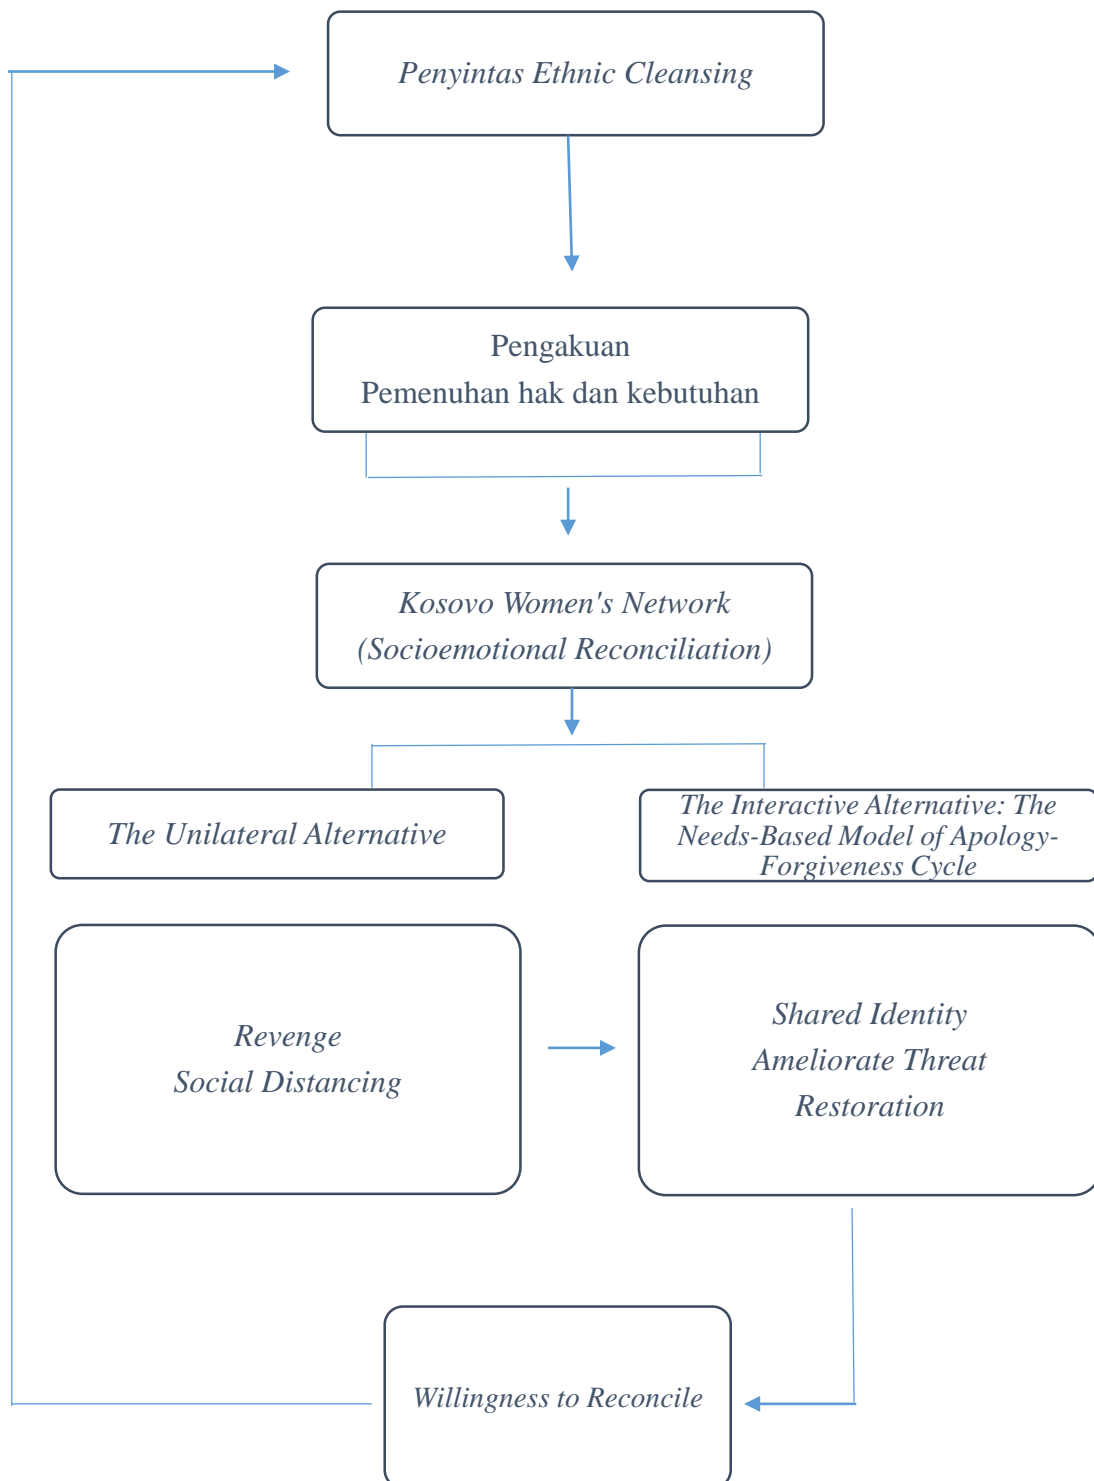 Penyintas Ethnic Cleansing
Pengakuan
Pemenuhan hak dan kebutuhan
Kosovo Women's Network
(Socioemotional Reconciliation)
The Unilateral Alternative
The Interactive Alternative: The
Needs-Based Model of Apology-
Forgiveness Cycle
Revenge
Social Distancing
Shared Identity
Ameliorate Threat
Restoration
Willingness to Reconcile